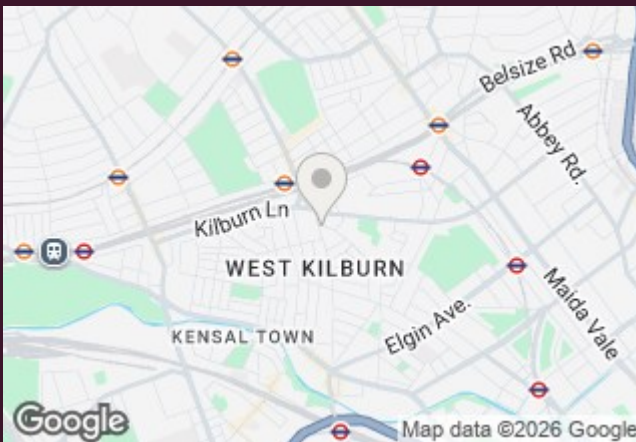 Belsize Rd
Abbey Rd.
Kilburn Ln
WEST KILBURN
Elgin Ave.
Maida Vale
KENSAL TOWN
Google
Map data ©2026 Google